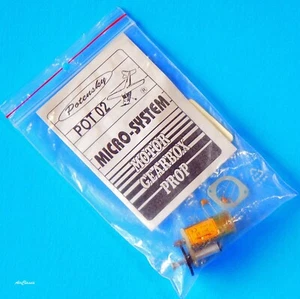 Potensky
POT.02
®
MICRO-SYSTEM
MOTOR
GEARBOX
PROP